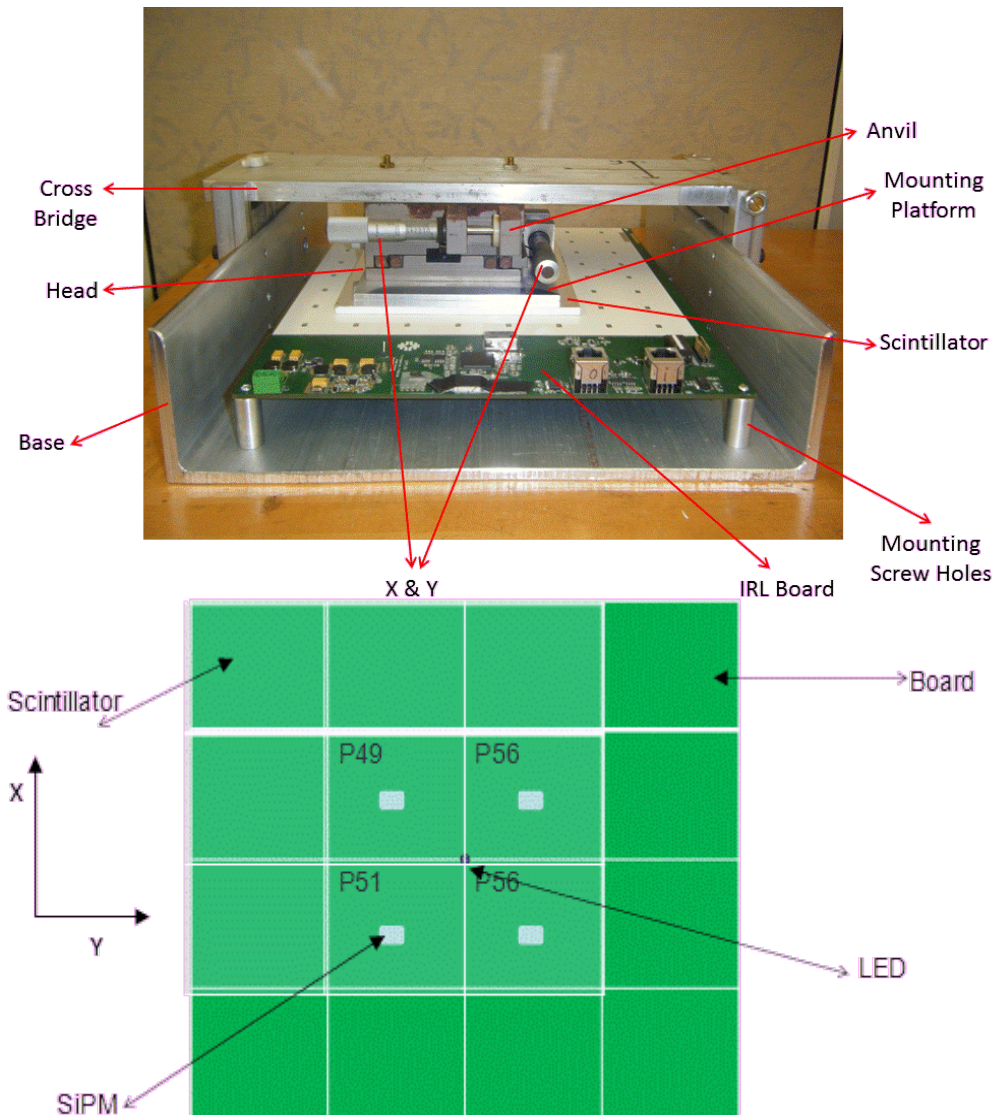 Anvil
Cross
Bridge
Mounting
Platform
Head
Scintillator
Base
Mounting
Screw Holes
X & Y
IRL Board
Scintillator
Board
P49
P56
X
P51
P56
Y
LED
SiPM